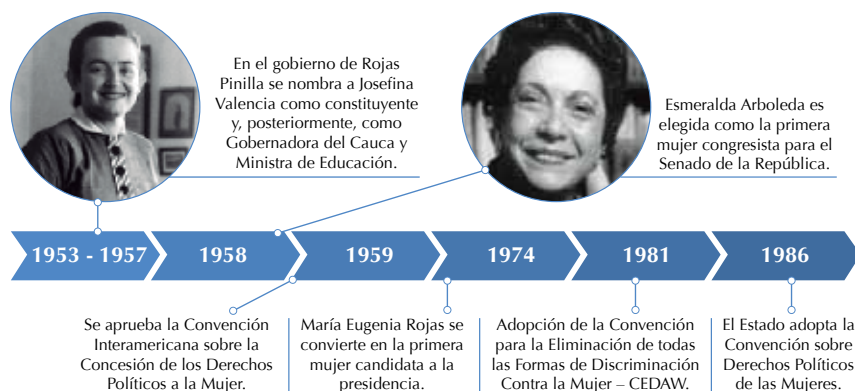 En el gobierno de Rojas
Pinilla se nombra a Josefina
Valencia como constituyente
y, posteriormente, como
Gobernadora del Cauca y
Ministra de Educación.
Esmeralda Arboleda es
elegida como la primera
mujer congresista para el
Senado de la República.
1953 - 1957
1958
1959
1974
1981
1986
Se aprueba la Convención
Interamericana sobre la
Concesión de los Derechos
Políticos a la Mujer.
María Eugenia Rojas se
convierte en la primera
mujer candidata a la
presidencia.
Adopción de la Convención
para la Eliminación de todas
las Formas de Discriminación
Contra la Mujer – CEDAW.
El Estado adopta la
Convención sobre
Derechos Políticos
de las Mujeres.